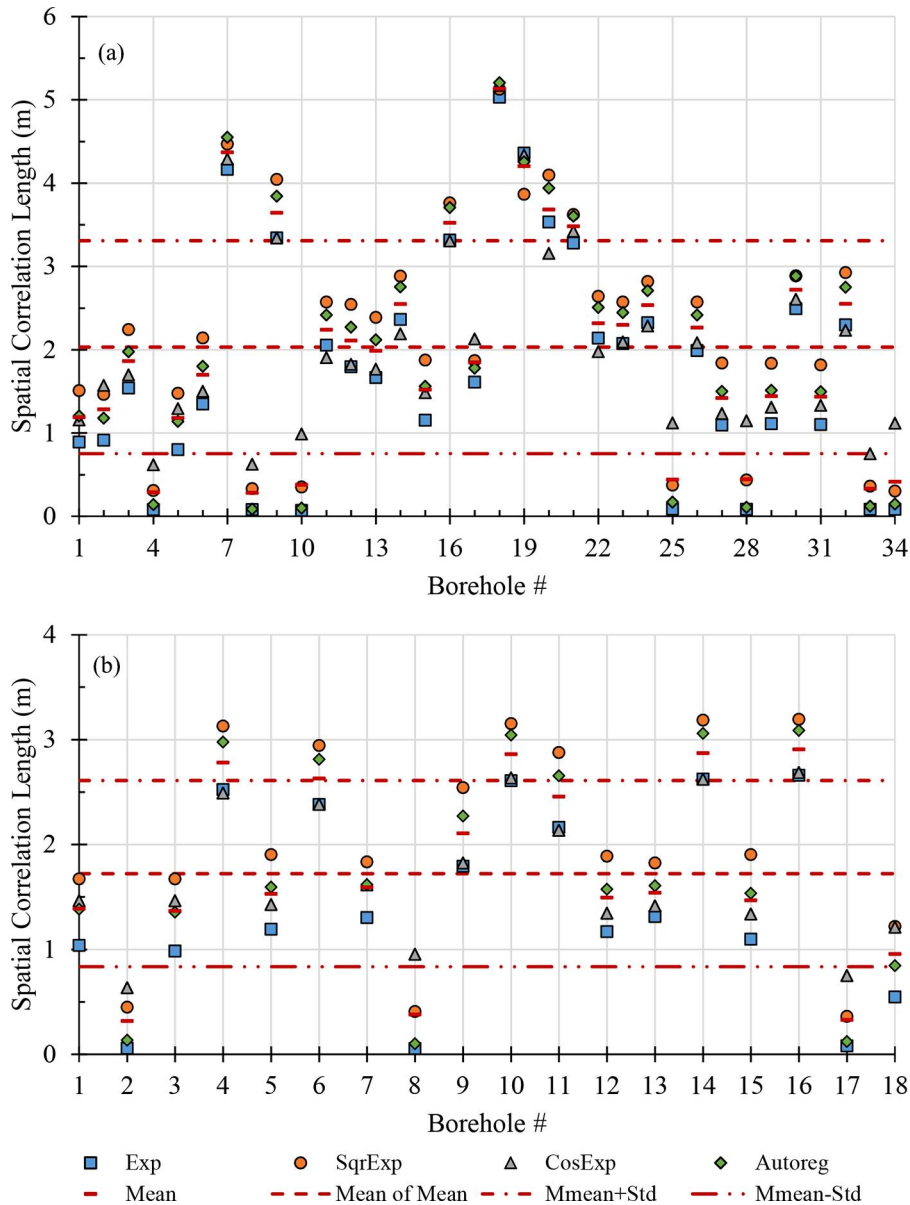 (a)
Spatial Correlation Length (m)
6
5
4
3
2
1
0
1 4 7 10 13 16 19 22 25 28 31 34
Borehole #
(b)
Spatial Correlation Length (m)
4
3
2
1
0
1 2 3 4 5 6 7 8 9 10 11 12 13 14 15 16 17 18
Borehole #
Exp SqrExp CosExp Autoreg
Mean Mean of Mean Mmean+Std Mmean-Std